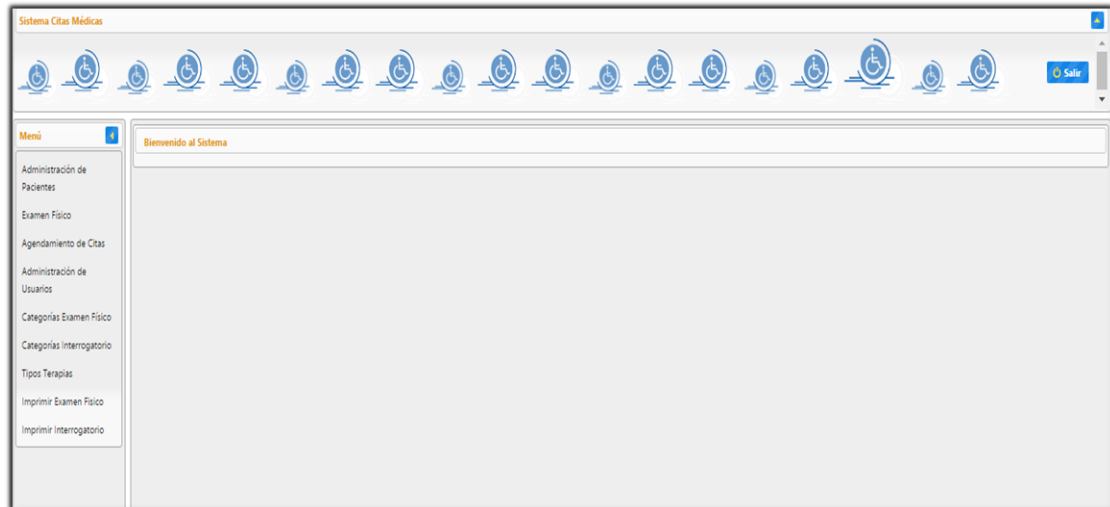 Sistema Citas Médicas
Salir
Menú
Administración de
Pacientes
Examen Físico
Agendamiento de Citas
Administración de
Usuarios
Categorías Examen Físico
Categorías Interrogatorio
Tipos Terapias
Imprimir Examen Fisico
Imprimir Interrogatorio
Bienvenido al Sistema